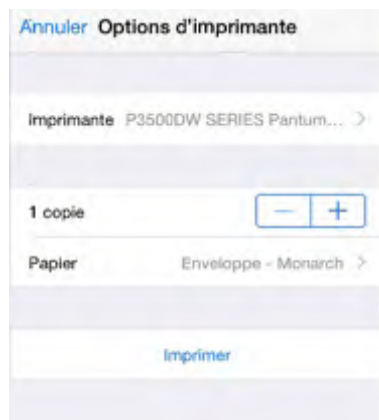 Annuler Options d'imprimante
Imprimante P3500DW SERIES Pantum... >
1 copie − +
Papier Enveloppe - Monarch >
Imprimer